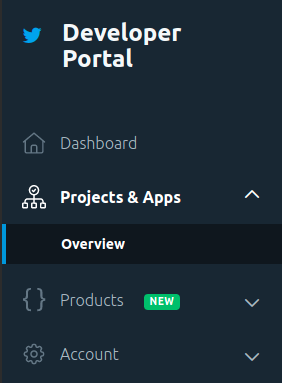 Developer
Portal
Dashboard
Projects & Apps
Overview
Products NEW
Account